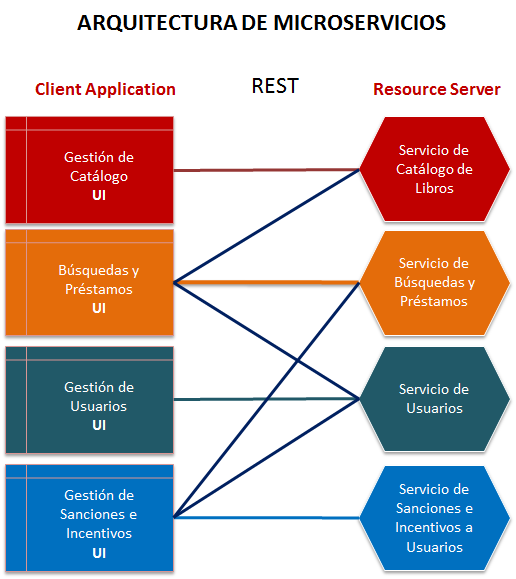 ARQUITECTURA DE MICROSERVICIOS
Client Application
REST
Resource Server
Gestión de
Catálogo
UI
Servicio de
Catálogo de
Libros
Búsquedas y
Préstamos
UI
Servicio de
Búsquedas y
Préstamos
Gestión de
Usuarios
UI
Servicio de
Usuarios
Gestión de
Sanciones e
Incentivos
UI
Servicio de
Sanciones e
Incentivos a
Usuarios